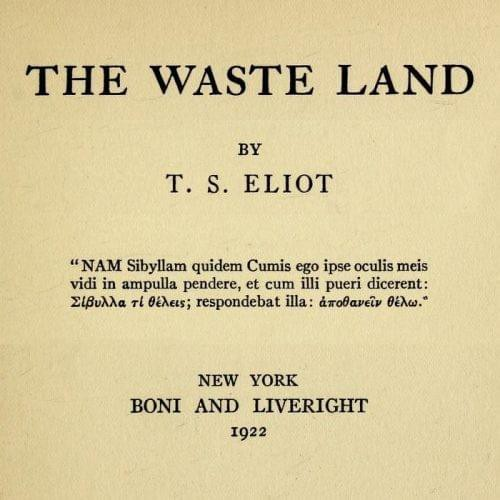 THE WASTE LAND
BY
T. S. ELIOT
“NAM Sibyllam quidem Cumis ego ipse oculis meis
vidi in ampulla pendere, et cum illi pueri dicerent:
Σίβυλλα τί θέλεις; respondebat illa: ἀποθανεῖν θέλω.”
NEW YORK
BONI AND LIVERIGHT
1922